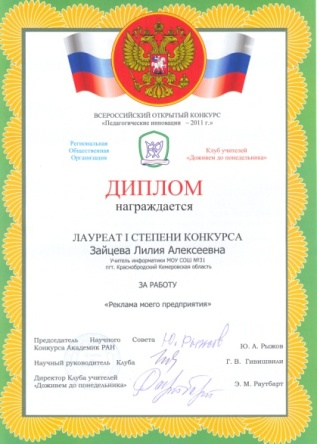 ВСЕРОССИЙСКИЙ ОТКРЫТЫЙ КОНКУРС
«Педагогические инновации – 2011 г.»
Региональная
Общественная
Организация
Клуб учителей
«Доживем до понедельника»
ДИПЛОМ
награждается
ЛАУРЕАТ I СТЕПЕНИ КОНКУРСА
Зайцева Лилия Алексеевна
Учитель информатики МОУ СОШ №31
пгт. Краснобродский Кемеровская область
ЗА РАБОТУ
«Реклама моего предприятия»
Председатель Научного Совета
Конкурса Академик РАН
Ю. А. Рыжов
Научный руководитель Клуба
Г. В. Гивишвили
Директор Клуба учителей
«Доживем до понедельника»
Э. М. Раутбарт